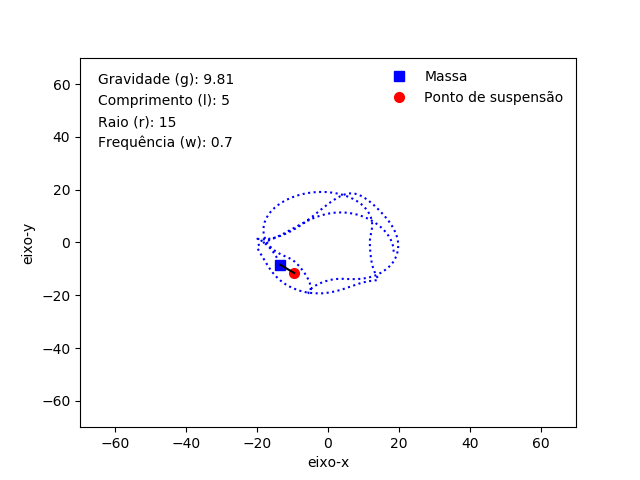 Gravidade (g): 9.81
Comprimento (l): 5
Raio (r): 15
Frequência (w): 0.7
Massa
Ponto de suspensão
60
40
20
0
−20
−40
−60
eixo-y
−60
−40
−20
0
20
40
60
eixo-x